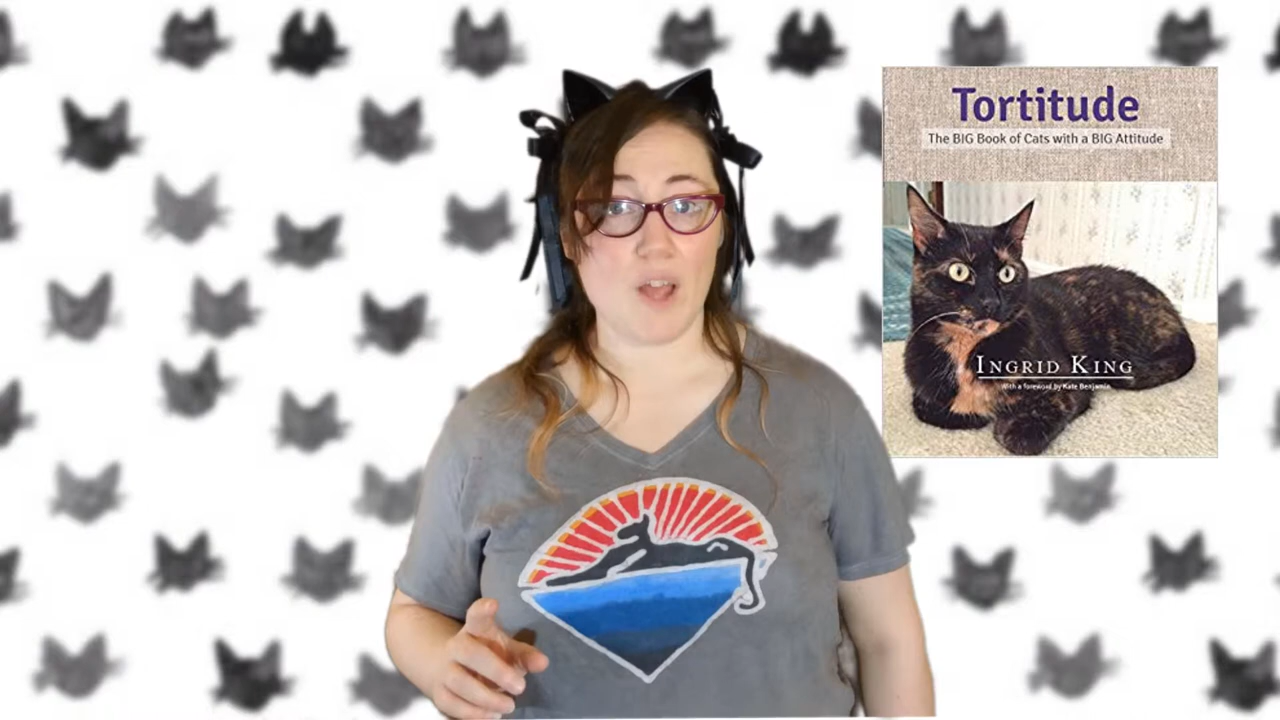 Tortitude
The BIG Book of Cats with a BIG Attitude
INGRID KING
With a foreword by Kate Benjamin